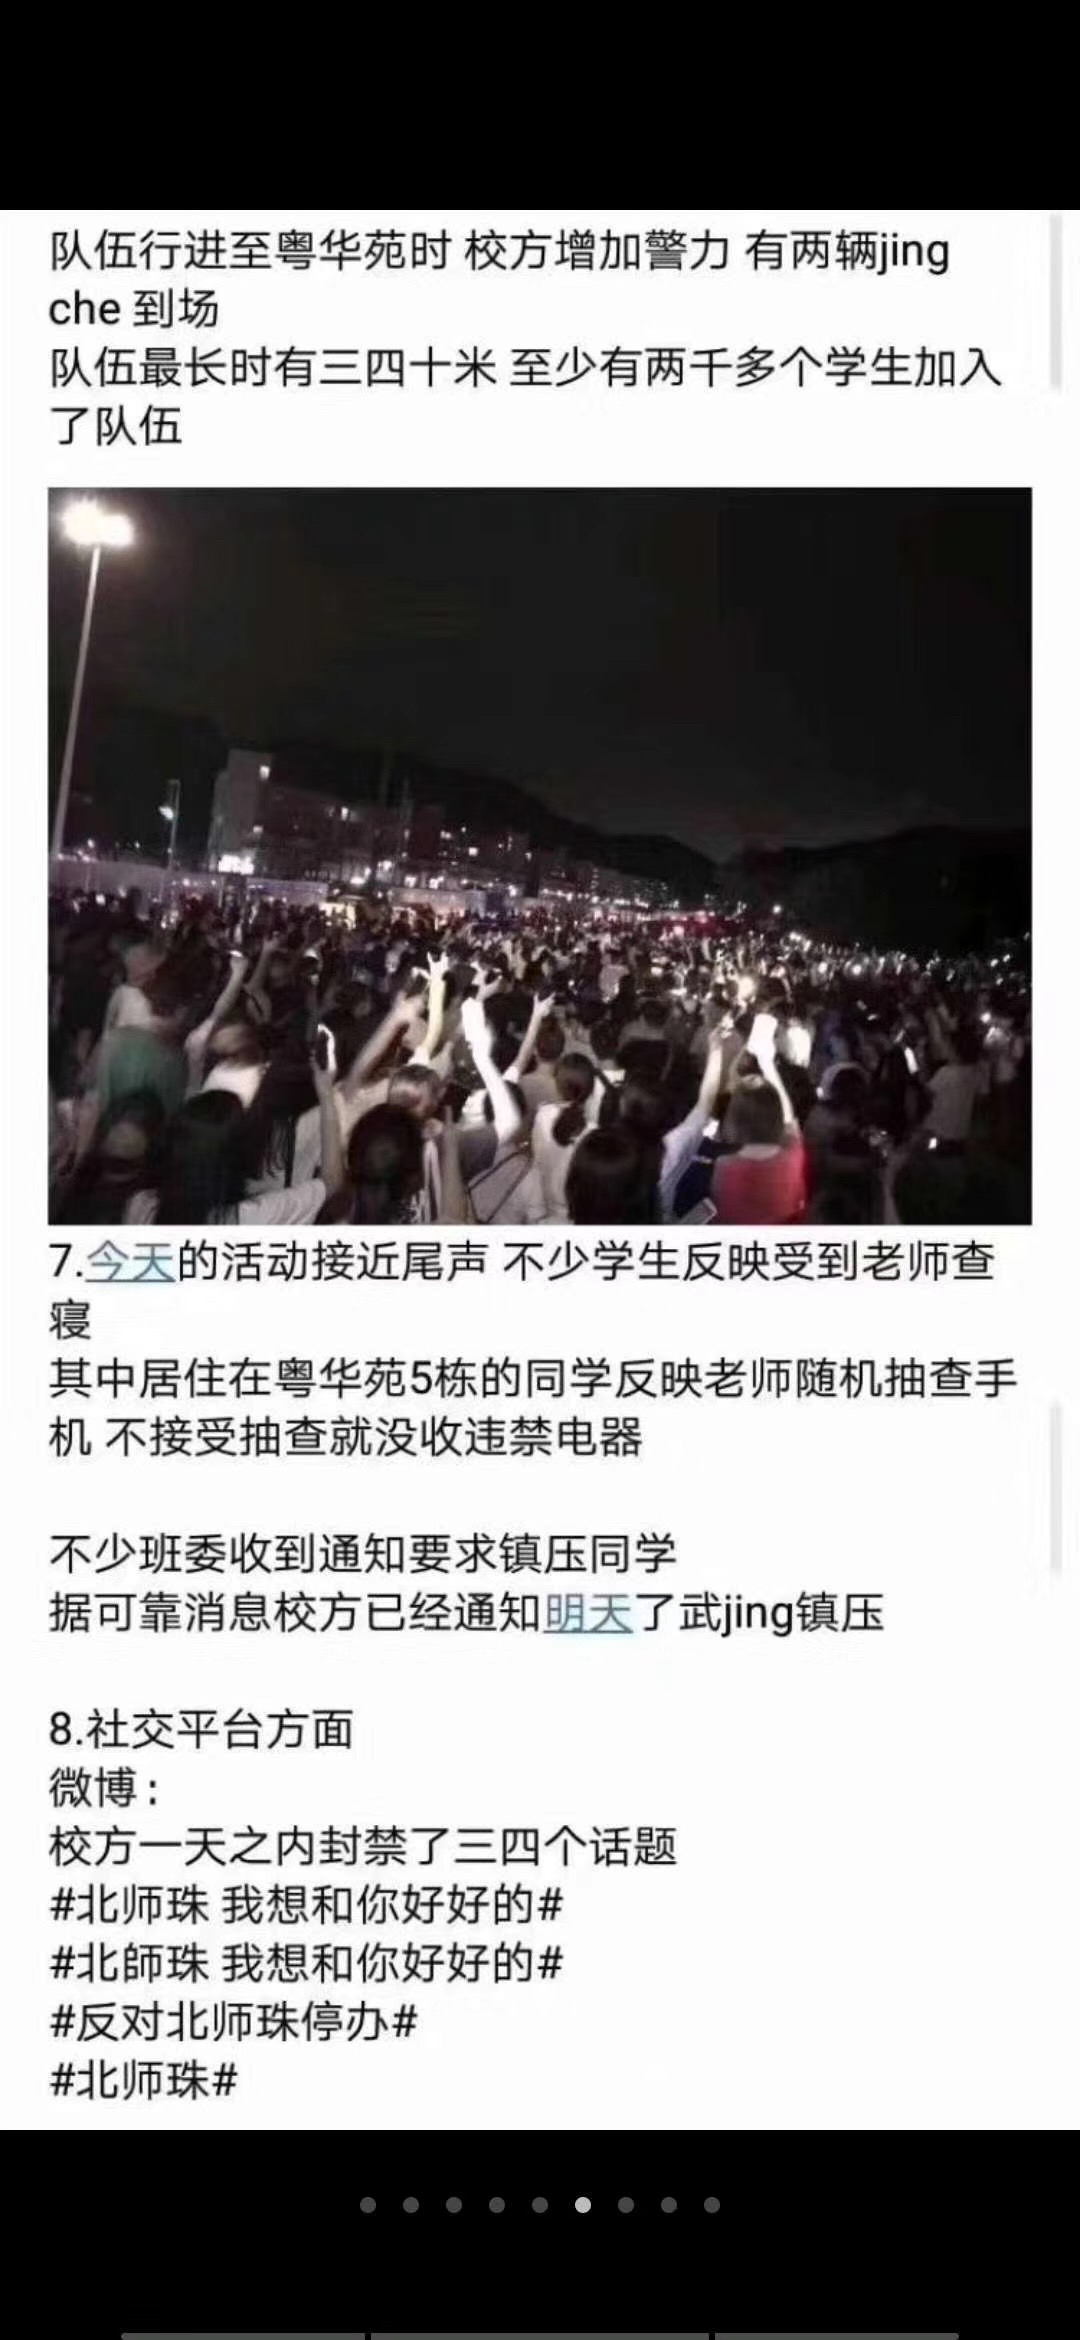 队伍行进至粤华苑时 校方增加警力 有两辆jing
che 到场
队伍最长时有三四十米 至少有两千多个学生加入
了队伍
7.今天的活动接近尾声 不少学生反映受到老师查
寝
其中居住在粤华苑5栋的同学反映老师随机抽查手
机 不接受抽查就没收违禁电器
不少班委收到通知要求镇压同学
据可靠消息校方已经通知明天了武jing镇压
8.社交平台方面
微博:
校方一天之内封禁了三四个话题
#北师珠 我想和你好好的#
#北師珠 我想和你好好的#
#反对北师珠停办#
#北师珠#